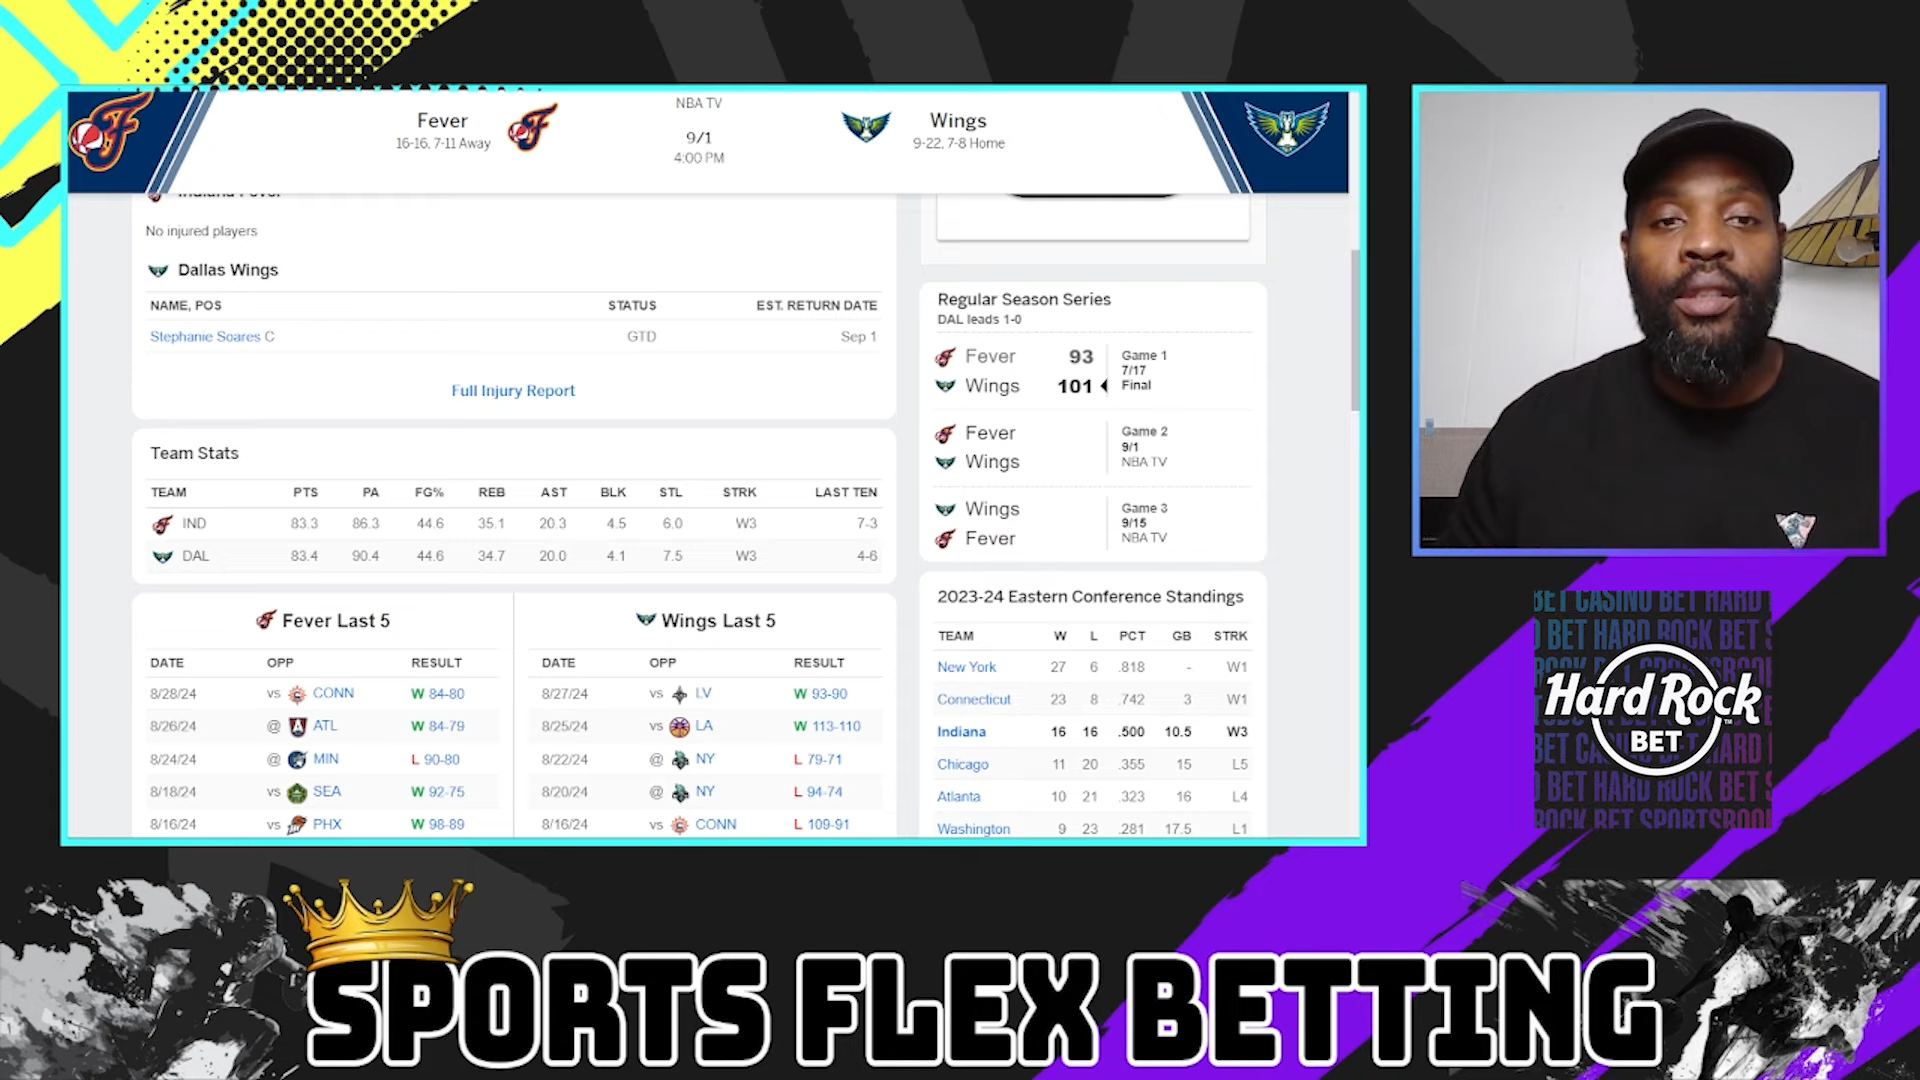 NBA TV
Fever
16-16, 7-11 Away
9/1
4:00 PM
Wings
9-22, 7-8 Home
Indiana Fever
No injured players
Dallas Wings
NAME, POS STATUS EST. RETURN DATE
Stephanie Soares C GTD Sep 1
Full Injury Report
Team Stats
TEAM PTS PA FG% REB AST BLK STL STRK LAST TEN
IND 83.3 86.3 44.6 35.1 20.3 4.5 6.0 W3 7-3
DAL 83.4 90.4 44.6 34.7 20.0 4.1 7.5 W3 4-6
Fever Last 5
DATE OPP RESULT
8/28/24 vs CONN W 84-80
8/26/24 @ ATL W 84-79
8/24/24 @ MIN L 90-80
8/18/24 vs SEA W 92-75
8/16/24 vs PHX W 98-89
Wings Last 5
DATE OPP RESULT
8/27/24 vs LV W 93-90
8/25/24 vs LA W 113-110
8/22/24 @ NY L 79-71
8/20/24 @ NY L 94-74
8/16/24 vs CONN L 109-91
Regular Season Series
DAL leads 1-0
Fever 93 Game 1
7/17
Wings 101 Final
Fever Game 2
9/1
Wings NBA TV
Wings Game 3
9/15
Fever NBA TV
2023-24 Eastern Conference Standings
TEAM W L PCT GB STRK
New York 27 6 .818 - W1
Connecticut 23 8 .742 3 W1
Indiana 16 16 .500 10.5 W3
Chicago 11 20 .355 15 L5
Atlanta 10 21 .323 16 L4
Washington 9 23 .281 17.5 L1
Hard Rock
BET
SPORTS FLEX BETTING